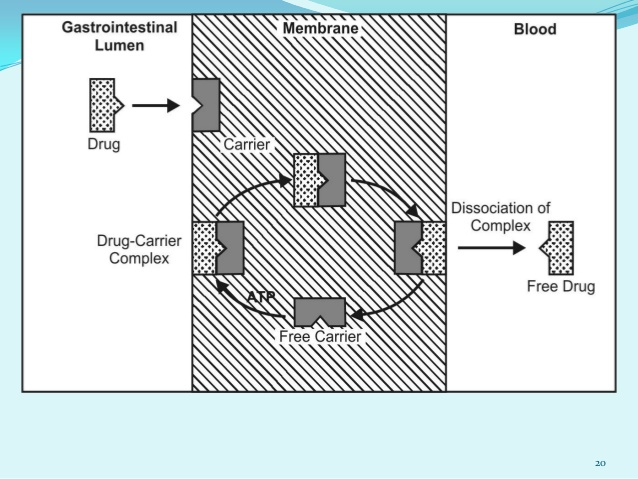 Gastrointestinal
Lumen
Membrane
Blood
Drug
Carrier
Drug-Carrier
Complex
Dissociation of
Complex
Free Drug
ATP
Free Carrier
20